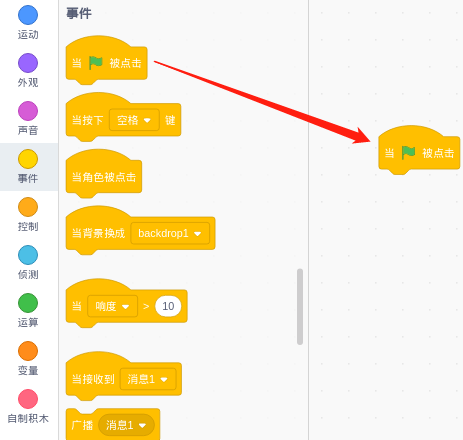 运动
外观
声音
事件
控制
侦测
运算
变量
自制积木
事件
当 被点击
当按下 空格 键
当角色被点击
当背景换成 backdrop1
当 响度 > 10
当接收到 消息1
广播 消息1
当 被点击